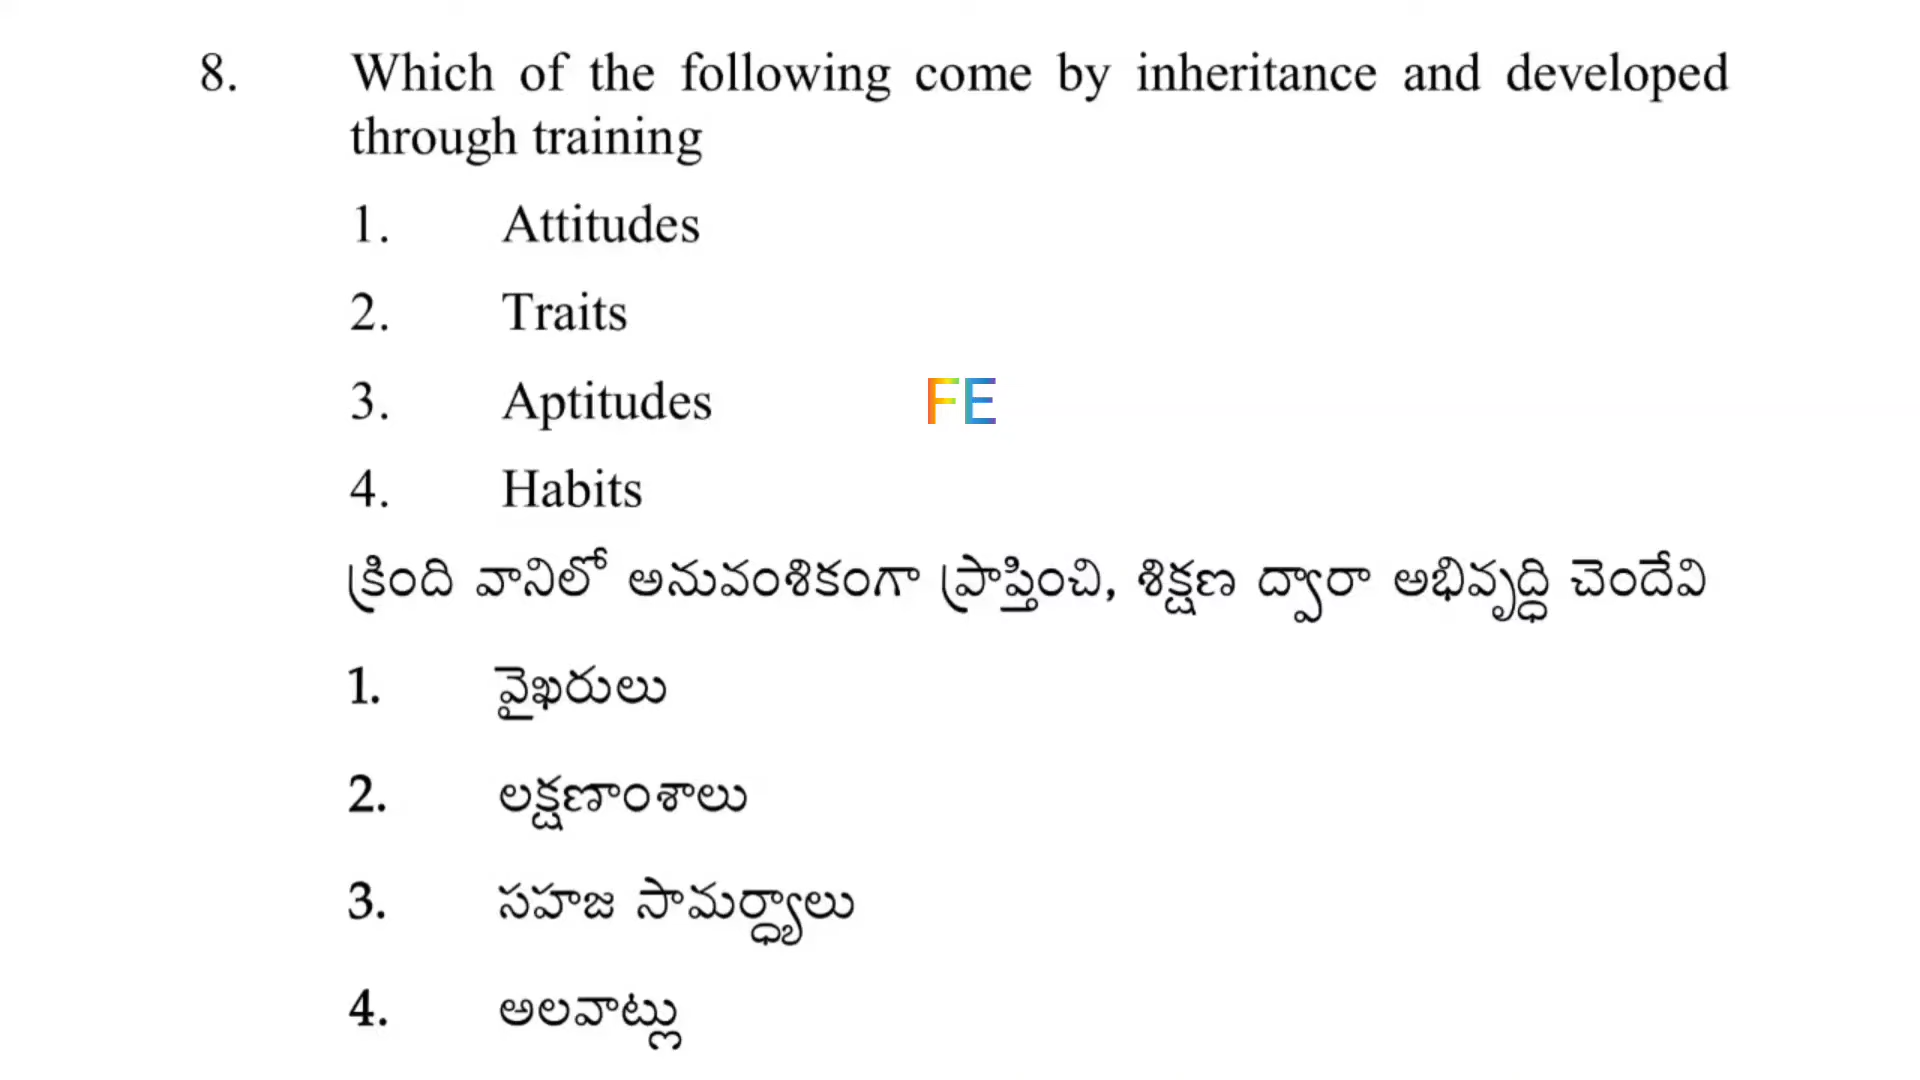 8. Which of the following come by inheritance and developed
through training
1. Attitudes
2. Traits
3. Aptitudes
FE
4. Habits
క్రింది వానిలో అనువంశికంగా ప్రాప్తించి, శిక్షణ ద్వారా అభివృద్ధి చెందేవి
1. వైఖరులు
2. లక్షణాంశాలు
3. సహజ సామర్ధ్యాలు
4. అలవాట్లు